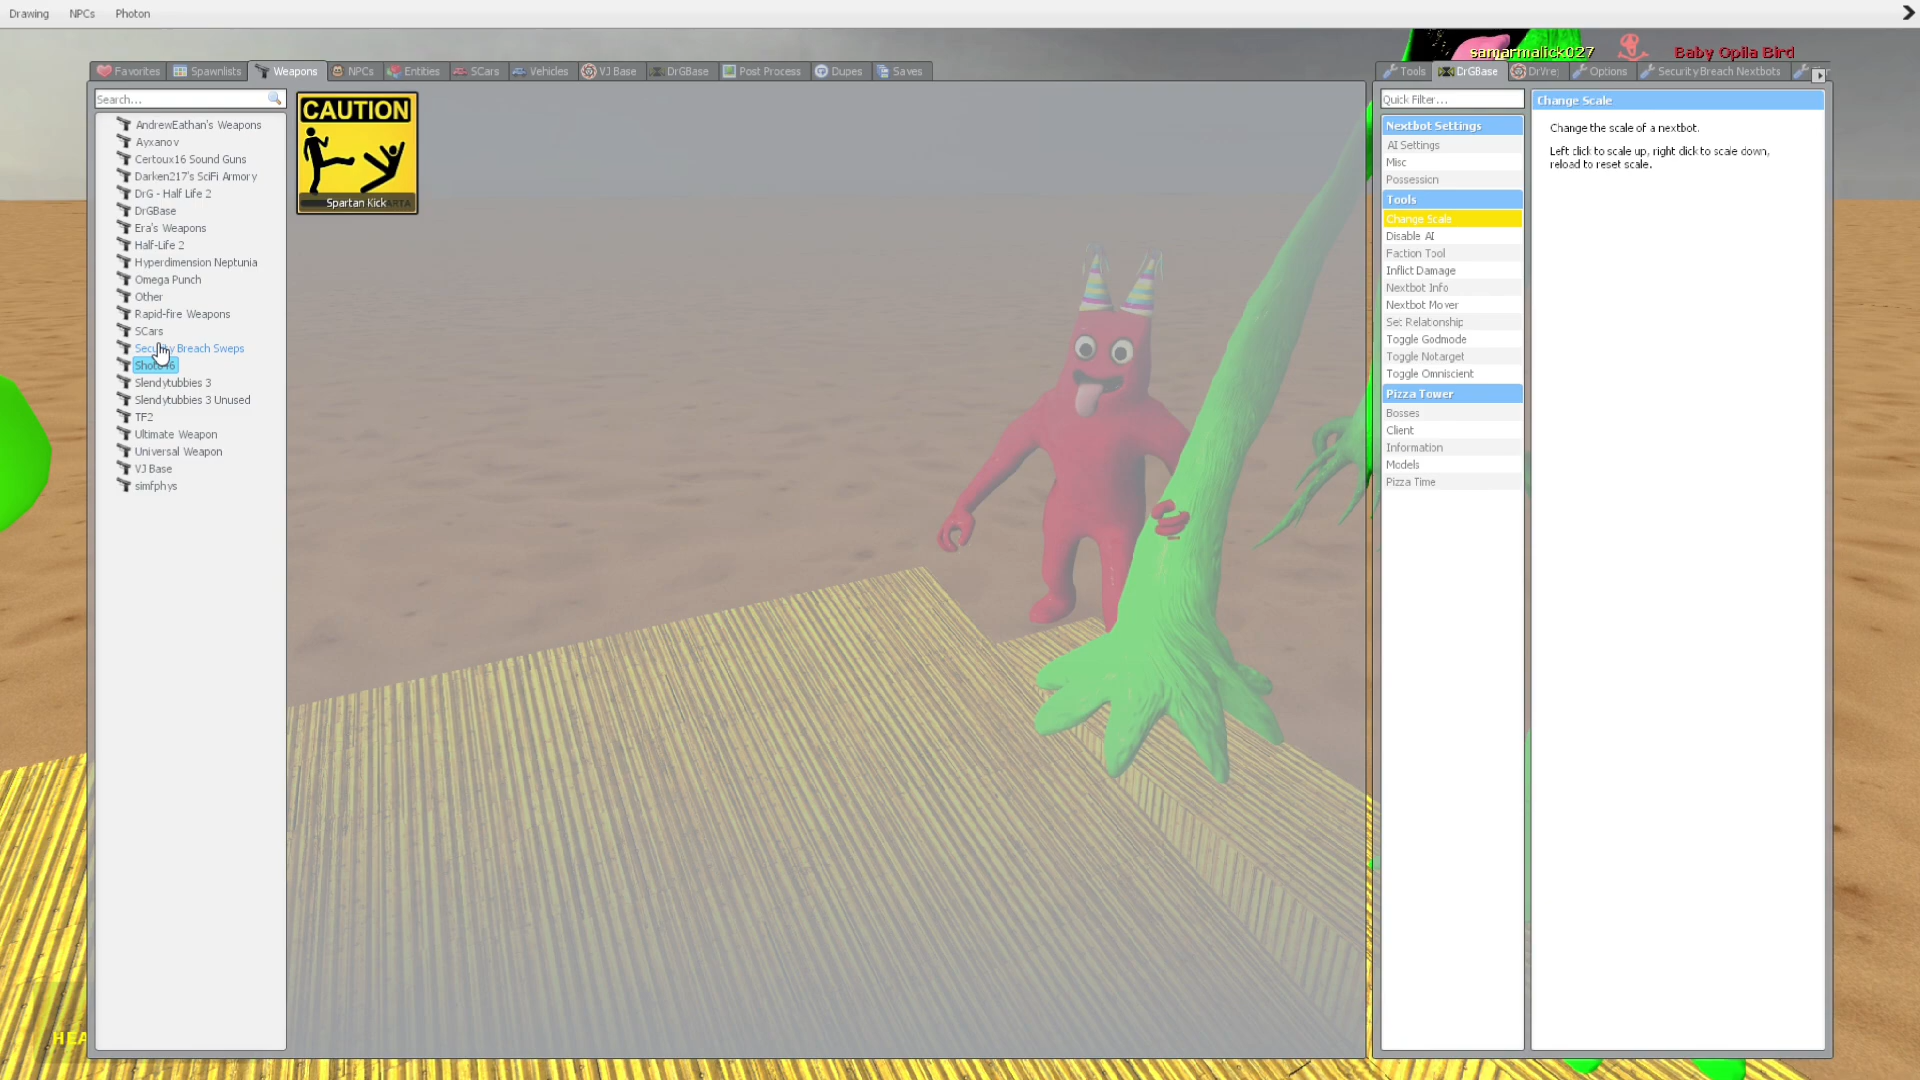 Drawing NPCs Photon
samarmalick027 Baby Opila Bird
Favorites Spawnlists Weapons NPCs Entities SCars Vehicles VJ Base DrGBase Post Process Dupes Saves
Tools DrGBase DrVrej Options Security Breach Nextbots
Search...
AndrewEathan's Weapons
Ayxanov
Certoux16 Sound Guns
Darken217's SciFi Armory
DrG - Half Life 2
DrGBase
Era's Weapons
Half-Life 2
Hyperdimension Neptunia
Omega Punch
Other
Rapid-fire Weapons
SCars
Security Breach Sweps
Slendytubbies 3
Slendytubbies 3 Unused
TF2
Ultimate Weapon
Universal Weapon
VJ Base
simfphys
CAUTION
Spartan Kick
Quick Filter...
Nextbot Settings
AI Settings
Misc
Possession
Tools
Change Scale
Disable AI
Faction Tool
Inflict Damage
Nextbot Info
Nextbot Mover
Set Relationship
Toggle Godmode
Toggle Notarget
Toggle Omniscient
Pizza Tower
Bosses
Client
Information
Models
Pizza Time
Change Scale
Change the scale of a nextbot.
Left click to scale up, right click to scale down,
reload to reset scale.